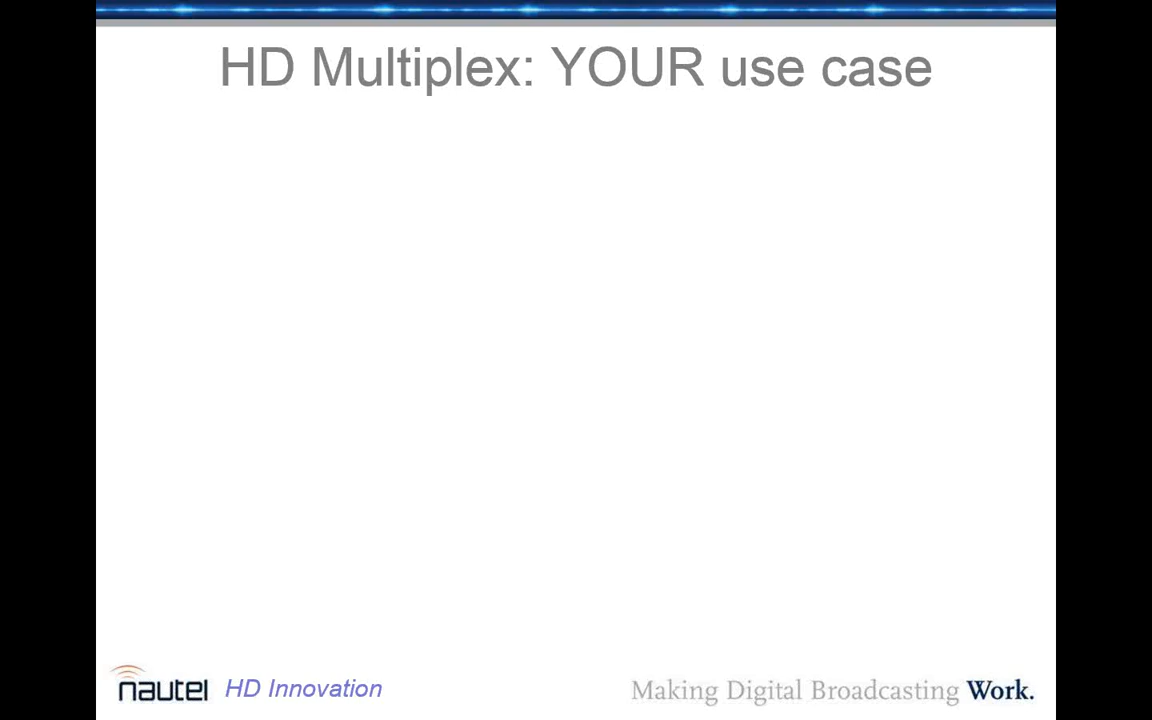 HD Multiplex: YOUR use case
nautel HD Innovation
Making Digital Broadcasting Work.